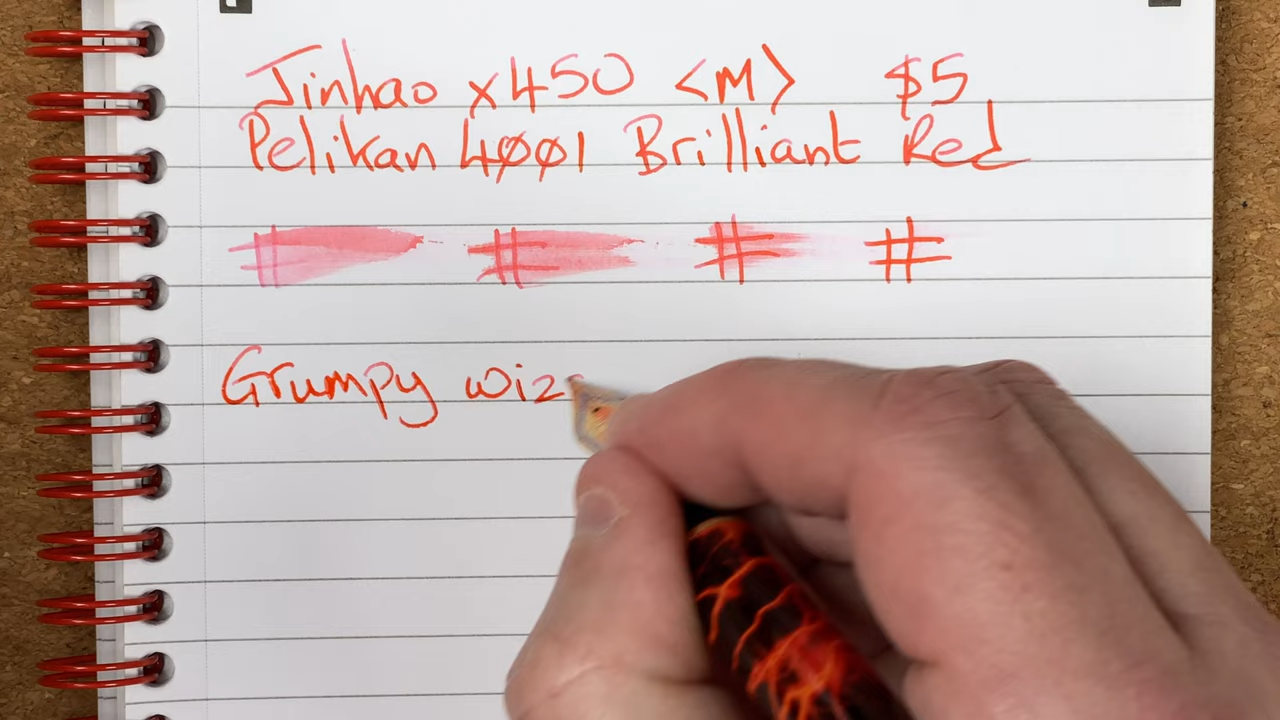 Jinhao x450 <M> $5
Pelikan 4001 Brilliant Red
# # # #
Grumpy wiz